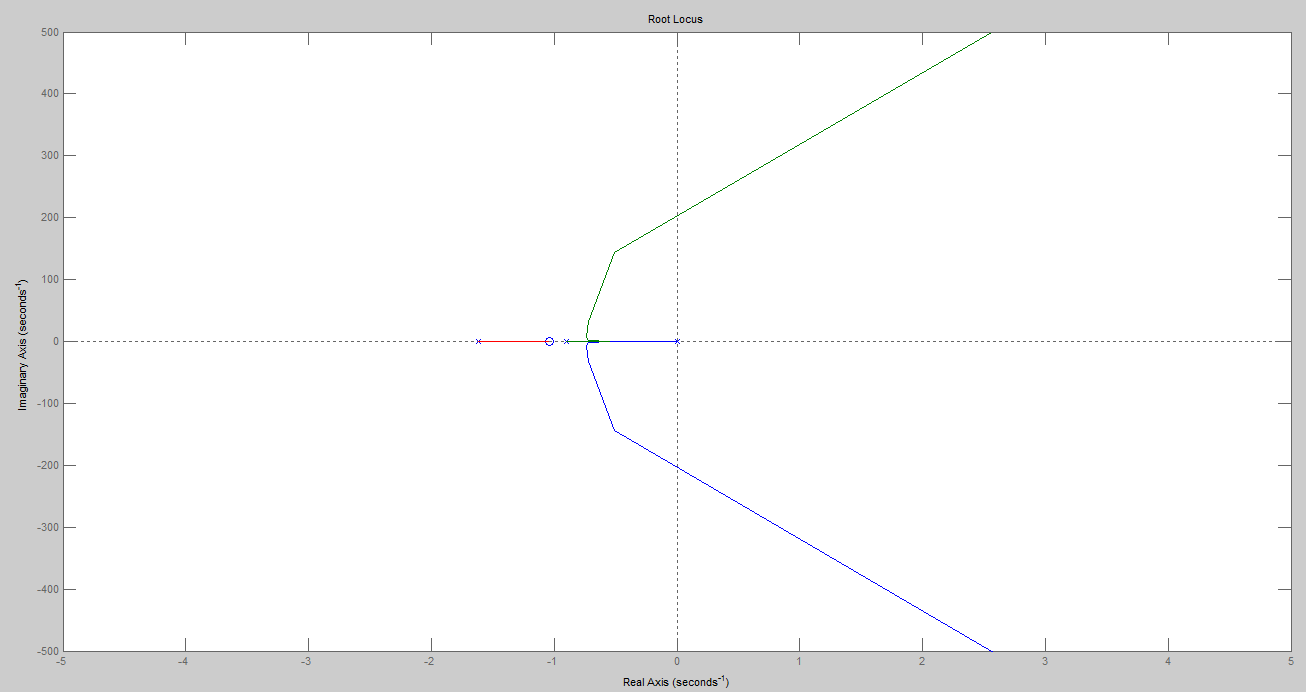 Root Locus
500
400
300
200
100
0
-100
-200
-300
-400
-500
Imaginary Axis (seconds⁻¹)
-5 -4 -3 -2 -1 0 1 2 3 4 5
Real Axis (seconds⁻¹)